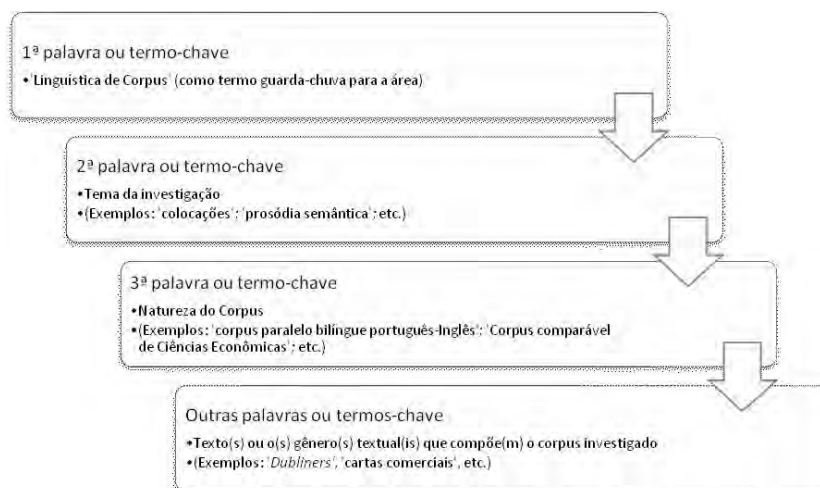 1ª palavra ou termo-chave
•'Linguística de Corpus' (como termo guarda-chuva para a área)
2ª palavra ou termo-chave
•Tema da investigação
•(Exemplos: 'colocações'; 'prosódia semântica'; etc.)
3ª palavra ou termo-chave
•Natureza do Corpus
•(Exemplos: 'corpus paralelo bilíngue português-Inglês'; 'Corpus comparável
de Ciências Econômicas'; etc.)
Outras palavras ou termos-chave
•Texto(s) ou o(s) gênero(s) textual(is) que compõe(m) o corpus investigado
•(Exemplos: 'Dubliners', 'cartas comerciais', etc.)